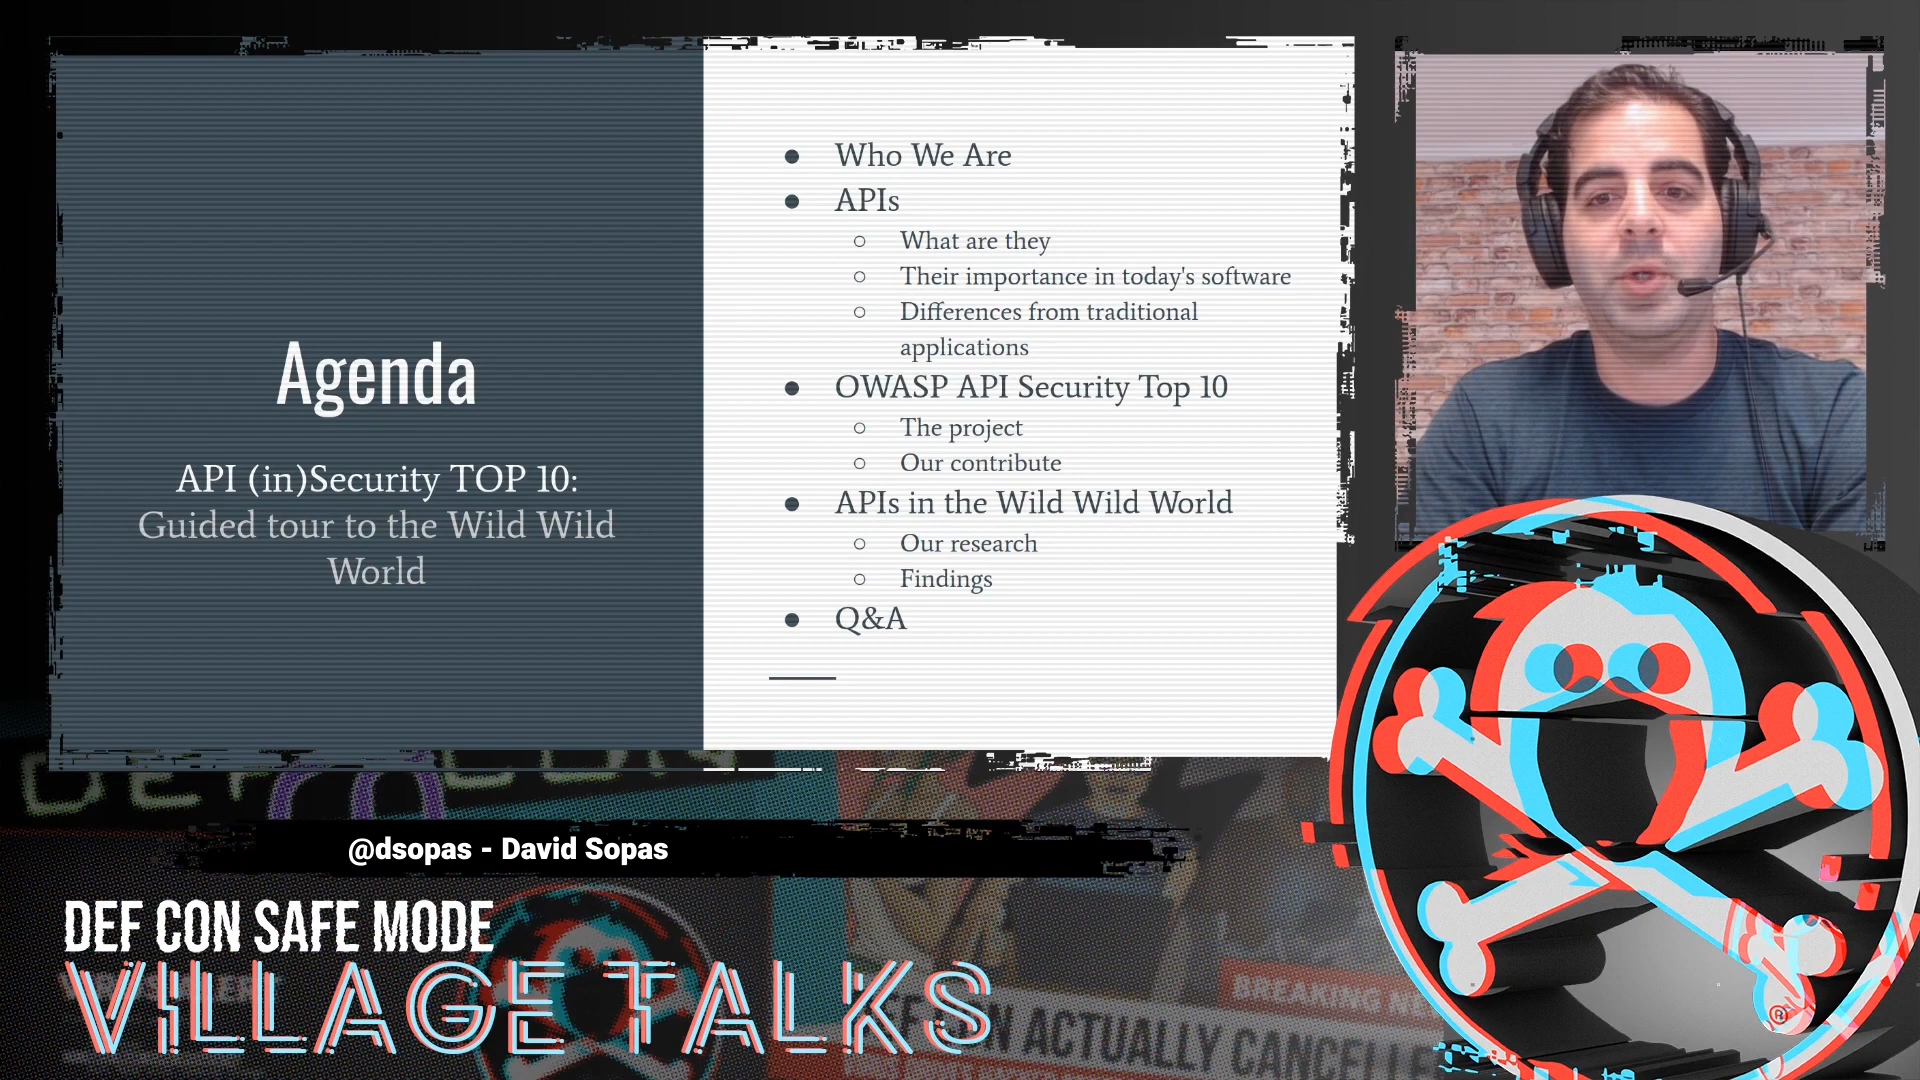 Agenda
API (in)Security TOP 10:
Guided tour to the Wild Wild
World
● Who We Are
● APIs
○ What are they
○ Their importance in today's software
○ Differences from traditional
applications
● OWASP API Security Top 10
○ The project
○ Our contribute
● APIs in the Wild Wild World
○ Our research
○ Findings
● Q&A
@dsopas - David Sopas
DEF CON SAFE MODE
VILLAGE TALKS
BREAKING
DEF CON ACTUALLY
®